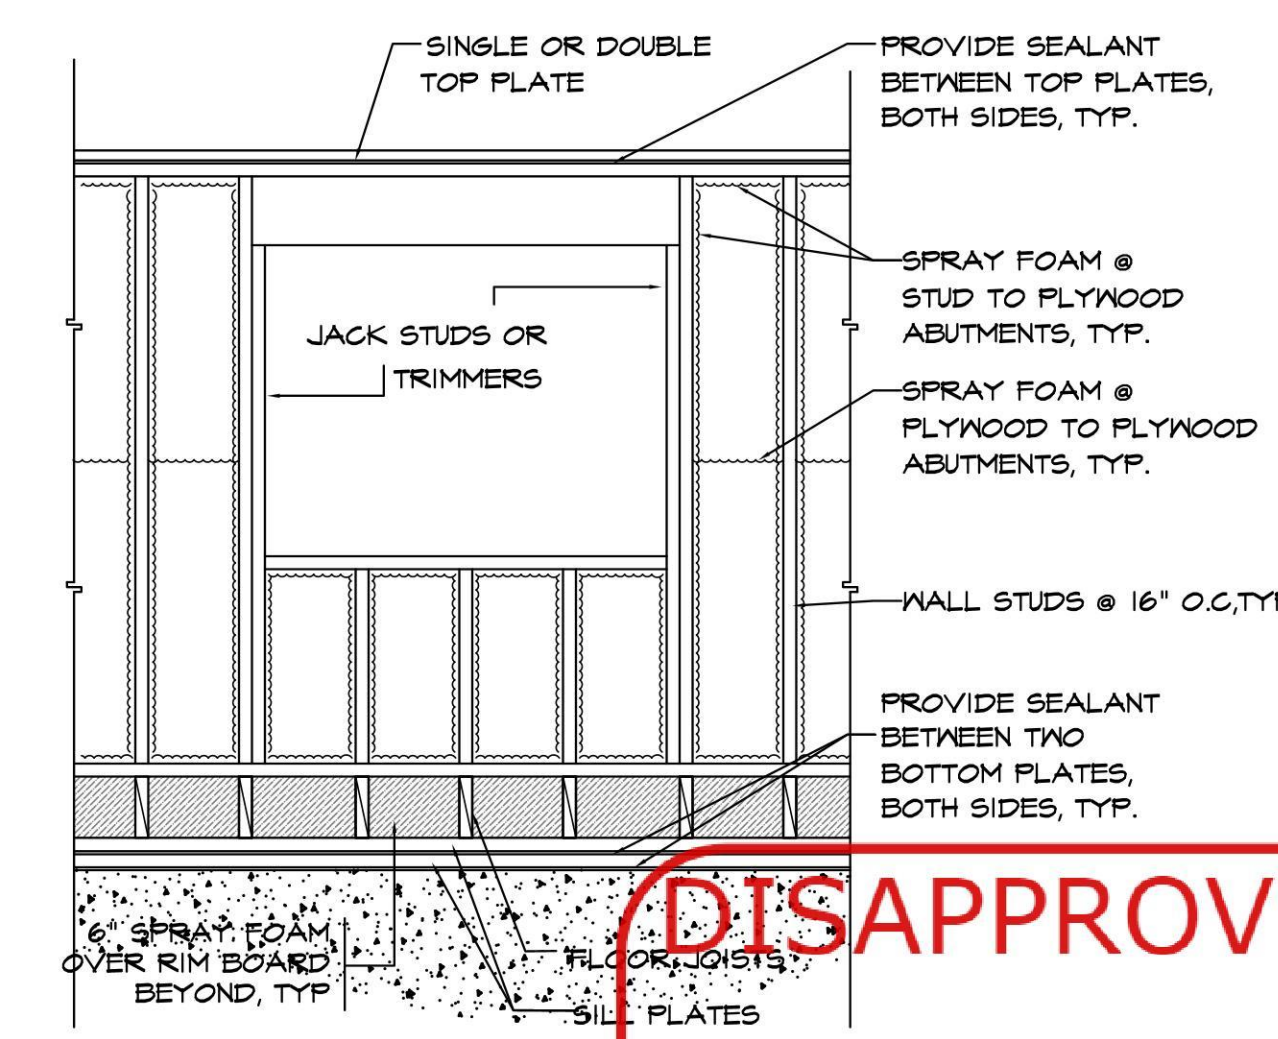 SINGLE OR DOUBLE
TOP PLATE
PROVIDE SEALANT
BETWEEN TOP PLATES,
BOTH SIDES, TYP.
SPRAY FOAM @
STUD TO PLYWOOD
ABUTMENTS, TYP.
JACK STUDS OR
TRIMMERS
SPRAY FOAM @
PLYWOOD TO PLYWOOD
ABUTMENTS, TYP.
WALL STUDS @ 16" O.C,TYP
PROVIDE SEALANT
BETWEEN TWO
BOTTOM PLATES,
BOTH SIDES, TYP.
DISAPPROV
6" SPRAY FOAM
OVER RIM BOARD
BEYOND, TYP
FLOOR JOISTS
SILL PLATES